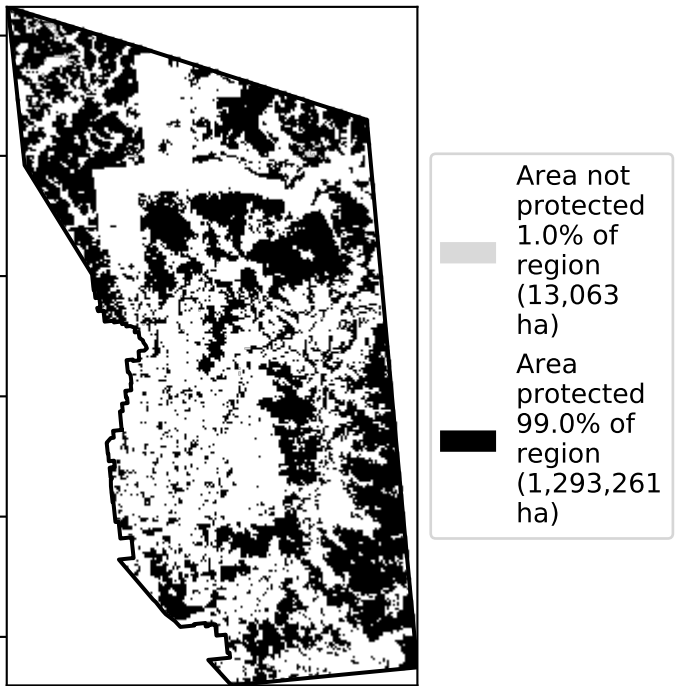 Area not
protected
1.0% of
region
(13,063
ha)
Area
protected
99.0% of
region
(1,293,261
ha)